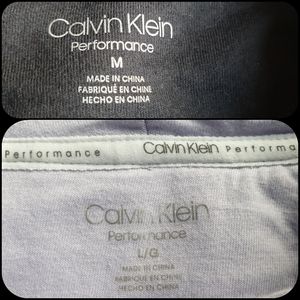 Calvin Klein
Performance
M
MADE IN CHINA
FABRIQUÉ EN CHINE
HECHO EN CHINA
Performance Calvin Klein Performa
Calvin Klein
Performance
L/G
MADE IN CHINA
FABRIQUÉ EN CHINE
HECHO EN CHINA